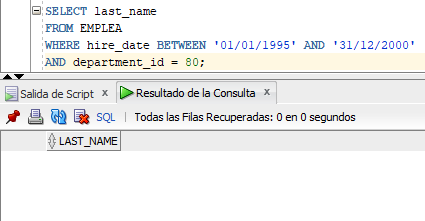 SELECT last_name
FROM EMPLEA
WHERE hire_date BETWEEN '01/01/1995' AND '31/12/2000'
AND department_id = 80;
Salida de Script x Resultado de la Consulta x
SQL | Todas las Filas Recuperadas: 0 en 0 segundos
LAST_NAME